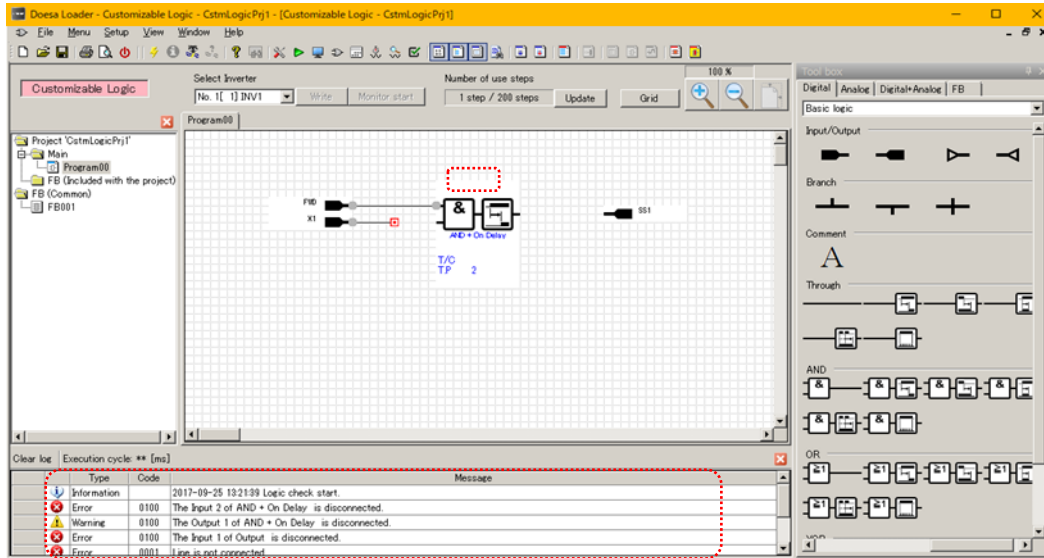 Doesa Loader - Customizable Logic - CstmLogicPrj1 - [Customizable Logic - CstmLogicPrj1]
File Menu Setup View Window Help
Customizable Logic
Select Inverter
No. 1[ 1] INV1
Write
Monitor start
Number of use steps
1 step / 200 steps
Update
Grid
100 %
Project 'CstmLogicPrj1'
Main
Program00
FB (Included with the project)
FB (Common)
FB001
Program00
FWD
X1
&
AND + On Delay
T/C
T.P 2
SS1
Tool box
Digital Analog Digital+Analog FB
Basic logic
Input/Output
Branch
Comment
A
Through
AND
& & & &
& &
OR
≧1 ≧1 ≧1 ≧1
≧1 ≧1
Clear log Execution cycle: ** [ms]
Type Code Message
Information 2017-09-25 13:21:39 Logic check start.
Error 0100 The Input 2 of AND + On Delay is disconnected.
Warning 0100 The Output 1 of AND + On Delay is disconnected.
Error 0100 The Input 1 of Output is disconnected.
Error 0001 Line is not connected